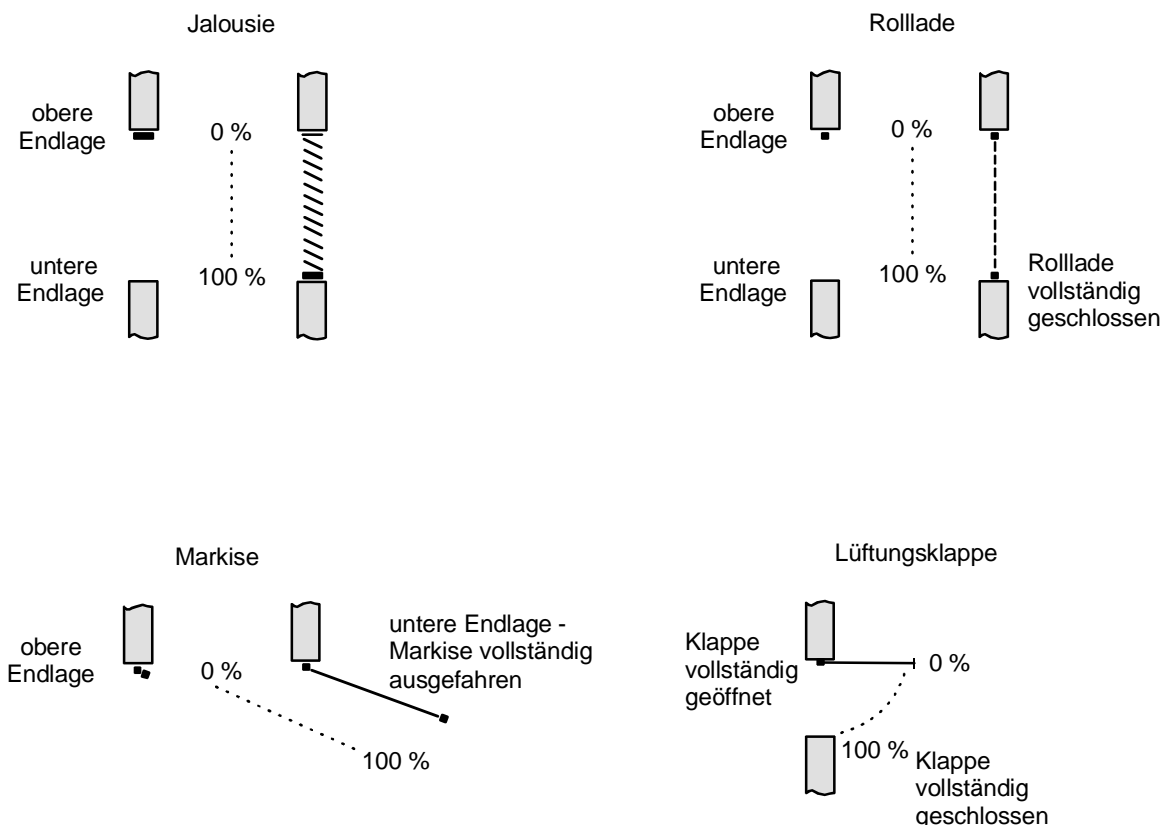 Jalousie
obere
Endlage
0 %
untere
Endlage
100 %
Rolllade
obere
Endlage
0 %
untere
Endlage
100 %
Rolllade
vollständig
geschlossen
Markise
obere
Endlage
0 %
untere Endlage -
Markise vollständig
ausgefahren
100 %
Lüftungsklappe
Klappe
vollständig
geöffnet
0 %
100 %
Klappe
vollständig
geschlossen